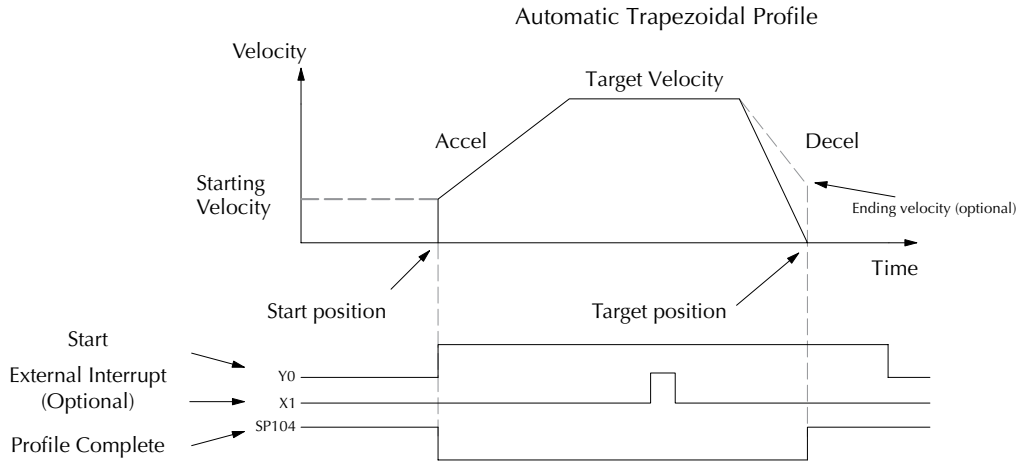 Automatic Trapezoidal Profile
Velocity
Target Velocity
Accel
Decel
Starting
Velocity
Ending velocity (optional)
Time
Start position
Target position
Start
Y0
External Interrupt
(Optional)
X1
SP104
Profile Complete